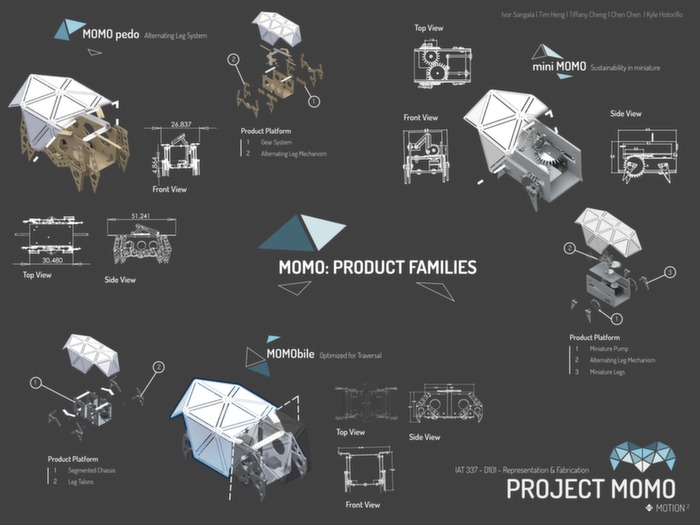 Ivor Sangala | Tim Heng | Tiffany Cheng | Chen Chen | Kyle Historillo
MOMO pedo Alternating Leg System
2
1
Product Platform
1 Gear System
2 Alternating Leg Mechanism
26.837
4.864
Front View
51.241
30.480
Top View
Side View
Top View
mini MOMO Sustainability in miniature
Front View
Side View
2
3
1
Product Platform
1 Miniature Pump
2 Alternating Leg Mechanism
3 Miniature Legs
MOMO: PRODUCT FAMILIES
MOMObile Optimized for Traversal
1
2
Product Platform
1 Segmented Chassis
2 Leg Talons
Top View
Side View
Front View
IAT 337 - D101 - Representation & Fabrication
PROJECT MOMO
MOTION 2